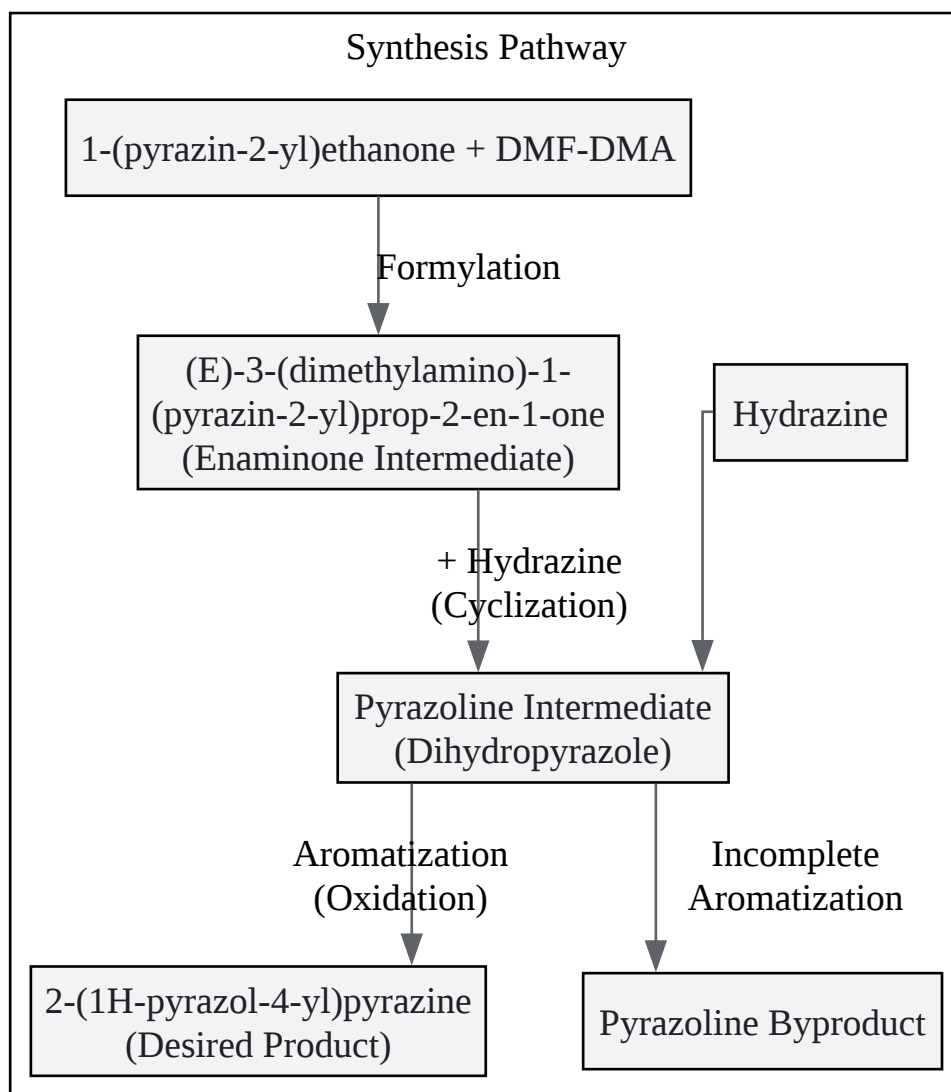 Synthesis Pathway
1-(pyrazin-2-yl)ethanone + DMF-DMA
Formylation
(E)-3-(dimethylamino)-1-
(pyrazin-2-yl)prop-2-en-1-one
(Enaminone Intermediate)
Hydrazine
+ Hydrazine
(Cyclization)
Pyrazoline Intermediate
(Dihydropyrazole)
Aromatization
(Oxidation)
Incomplete
Aromatization
2-(1H-pyrazol-4-yl)pyrazine
(Desired Product)
Pyrazoline Byproduct